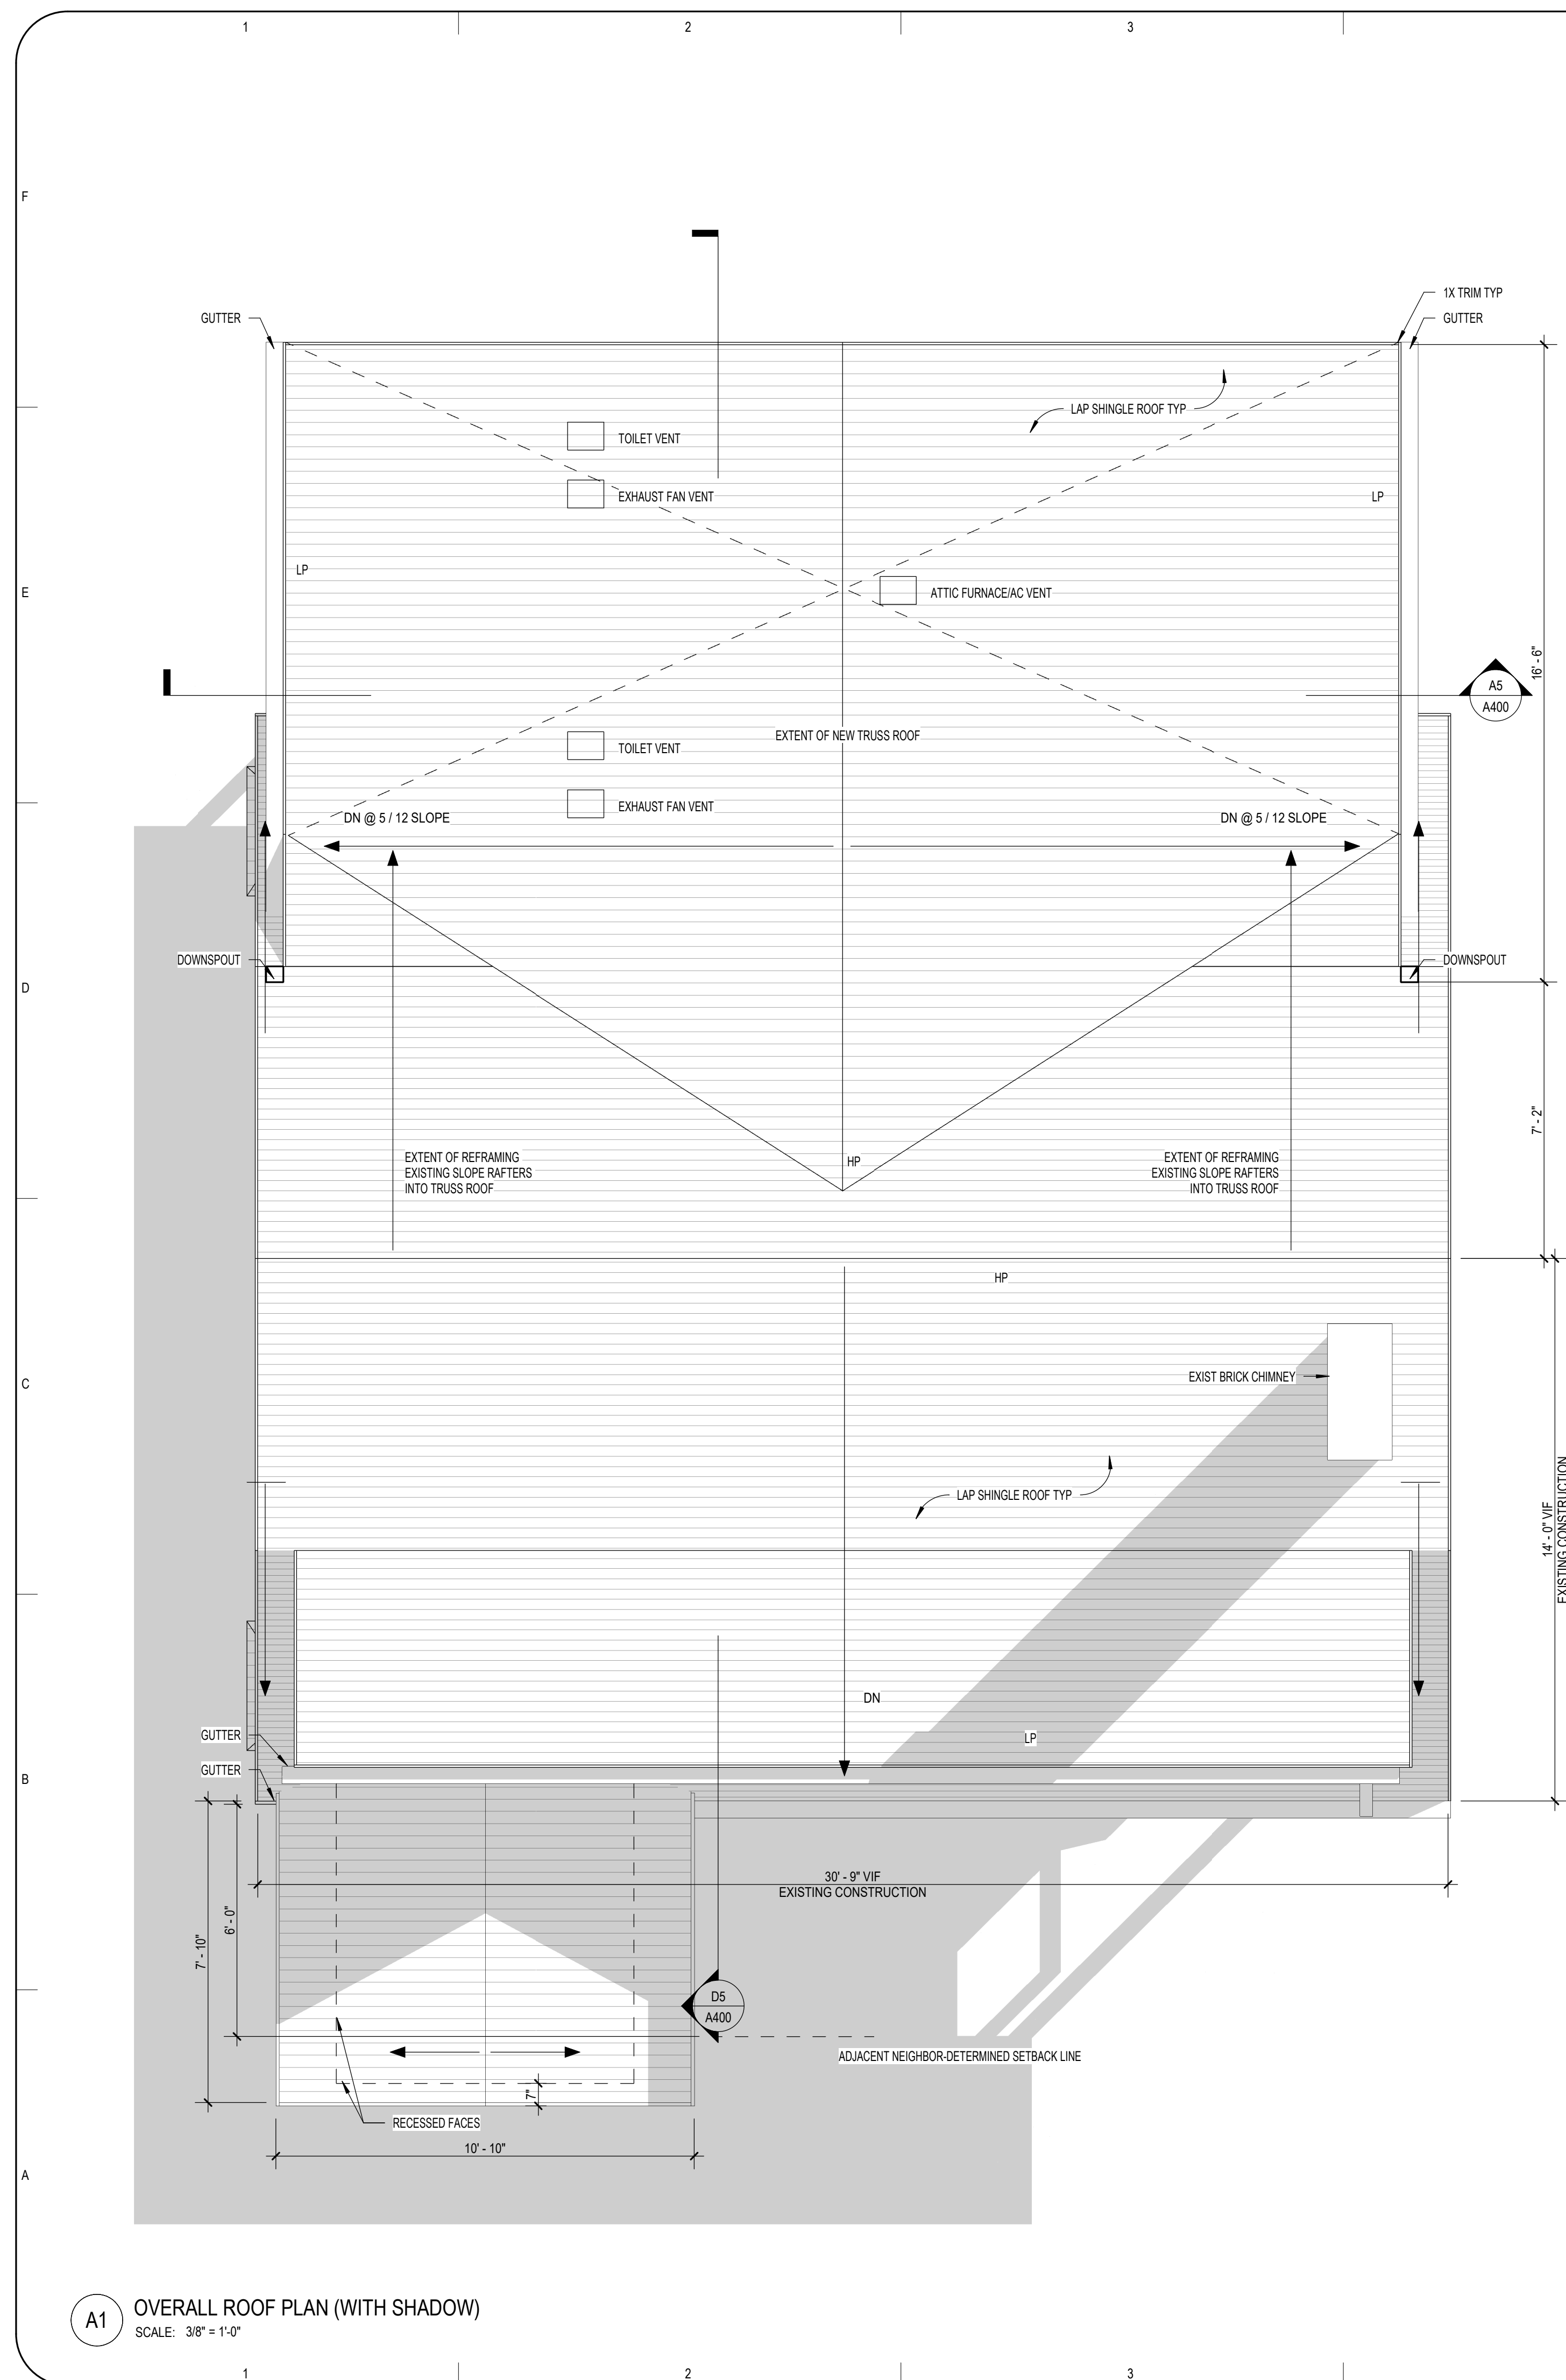 1
2
3
F
1X TRIM TYP
GUTTER
GUTTER
LAP SHINGLE ROOF TYP
TOILET VENT
EXHAUST FAN VENT
LP
LP
E
ATTIC FURNACE/AC VENT
16' - 6"
A5
A400
EXTENT OF NEW TRUSS ROOF
TOILET VENT
EXHAUST FAN VENT
DN @ 5 / 12 SLOPE
DN @ 5 / 12 SLOPE
DOWNSPOUT
DOWNSPOUT
D
7' - 2"
EXTENT OF REFRAMING
EXISTING SLOPE RAFTERS
INTO TRUSS ROOF
HP
EXTENT OF REFRAMING
EXISTING SLOPE RAFTERS
INTO TRUSS ROOF
HP
C
EXIST BRICK CHIMNEY
LAP SHINGLE ROOF TYP
14' - 0" VIF
EXISTING CONSTRUCTION
DN
GUTTER
LP
GUTTER
B
30' - 9" VIF
EXISTING CONSTRUCTION
6' - 0"
7' - 10"
D5
A400
ADJACENT NEIGHBOR-DETERMINED SETBACK LINE
7"
RECESSED FACES
10' - 10"
A
A1
OVERALL ROOF PLAN (WITH SHADOW)
SCALE: 3/8" = 1'-0"
1
2
3